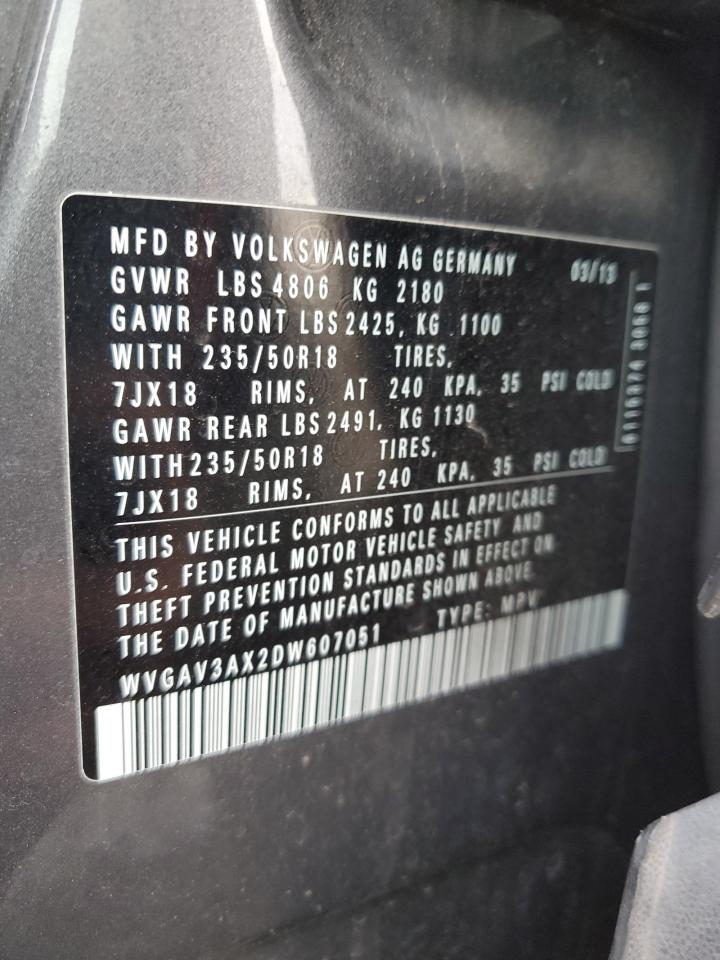 MFD BY VOLKSWAGEN AG GERMANY 03/13
GVWR LBS 4806 KG 2180
GAWR FRONT LBS 2425, KG 1100
WITH 235/50R18 TIRES,
7JX18 RIMS, AT 240 KPA, 35 PSI COLD
GAWR REAR LBS 2491, KG 1130
WITH 235/50R18 TIRES,
7JX18 RIMS, AT 240 KPA, 35 PSI COLD
THIS VEHICLE CONFORMS TO ALL APPLICABLE
U.S. FEDERAL MOTOR VEHICLE SAFETY AND
THEFT PREVENTION STANDARDS IN EFFECT ON
THE DATE OF MANUFACTURE SHOWN ABOVE.
WVGAV3AX2DW607051 TYPE: MPV